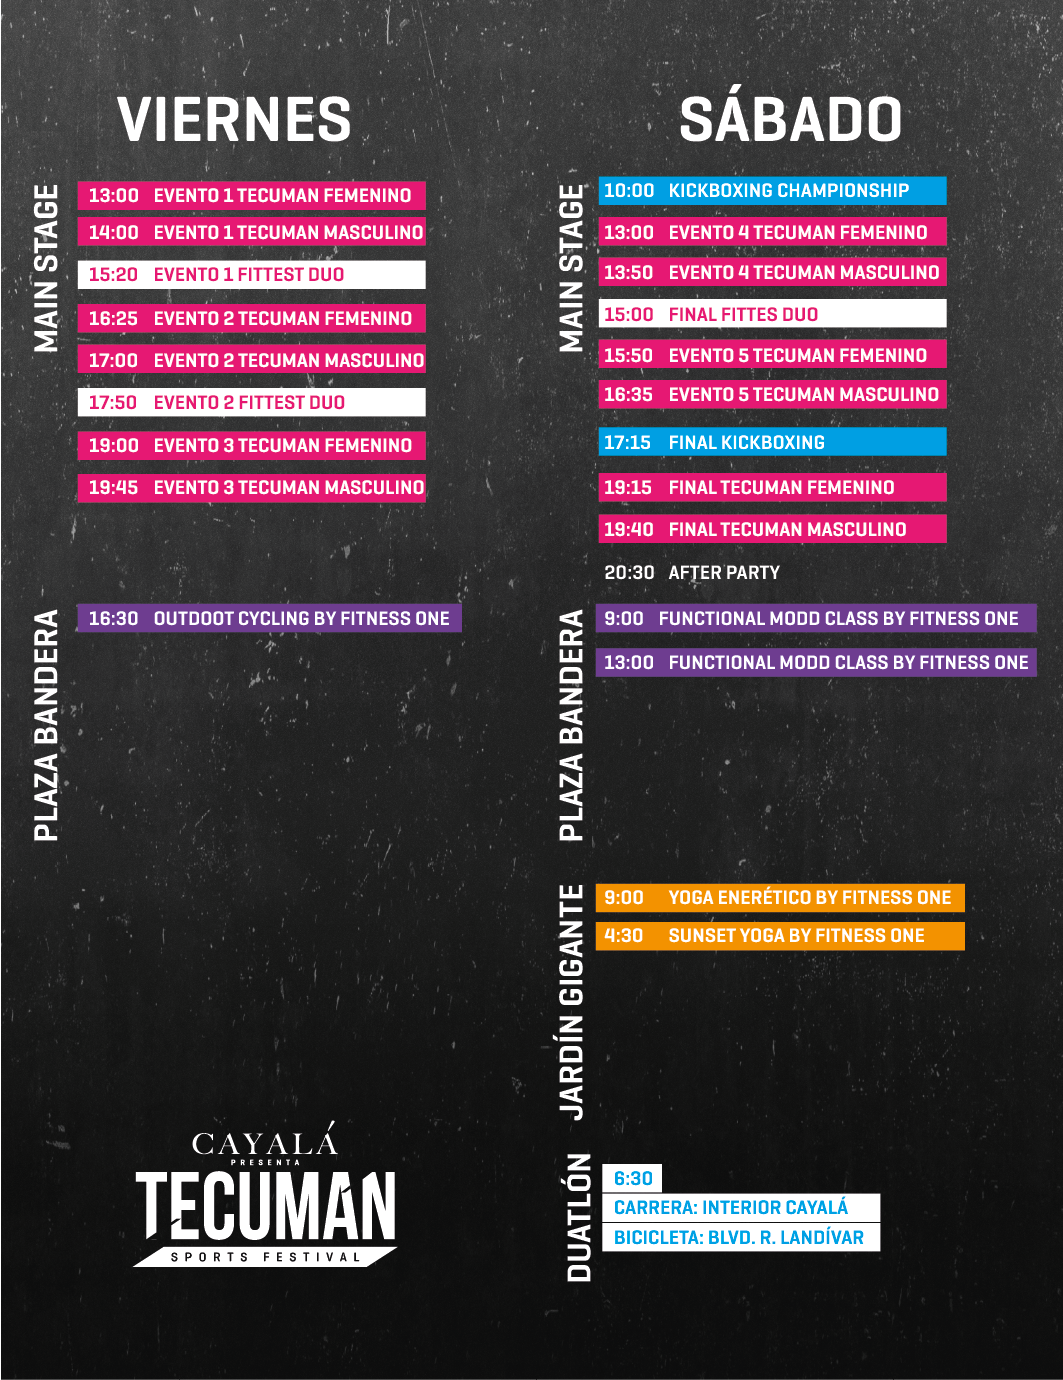 VIERNES
MAIN STAGE
13:00 EVENTO 1 TECUMAN FEMENINO
14:00 EVENTO 1 TECUMAN MASCULINO
15:20 EVENTO 1 FITTEST DUO
16:25 EVENTO 2 TECUMAN FEMENINO
17:00 EVENTO 2 TECUMAN MASCULINO
17:50 EVENTO 2 FITTEST DUO
19:00 EVENTO 3 TECUMAN FEMENINO
19:45 EVENTO 3 TECUMAN MASCULINO
PLAZA BANDERA
16:30 OUTDOOT CYCLING BY FITNESS ONE
SÁBADO
MAIN STAGE
10:00 KICKBOXING CHAMPIONSHIP
13:00 EVENTO 4 TECUMAN FEMENINO
13:50 EVENTO 4 TECUMAN MASCULINO
15:00 FINAL FITTES DUO
15:50 EVENTO 5 TECUMAN FEMENINO
16:35 EVENTO 5 TECUMAN MASCULINO
17:15 FINAL KICKBOXING
19:15 FINAL TECUMAN FEMENINO
19:40 FINAL TECUMAN MASCULINO
20:30 AFTER PARTY
PLAZA BANDERA
9:00 FUNCTIONAL MODD CLASS BY FITNESS ONE
13:00 FUNCTIONAL MODD CLASS BY FITNESS ONE
JARDÍN GIGANTE
9:00 YOGA ENERÉTICO BY FITNESS ONE
4:30 SUNSET YOGA BY FITNESS ONE
DUATLÓN
6:30
CARRERA: INTERIOR CAYALÁ
BICICLETA: BLVD. R. LANDÍVAR
CAYALÁ
PRESENTA
TECUMAN
SPORTS FESTIVAL